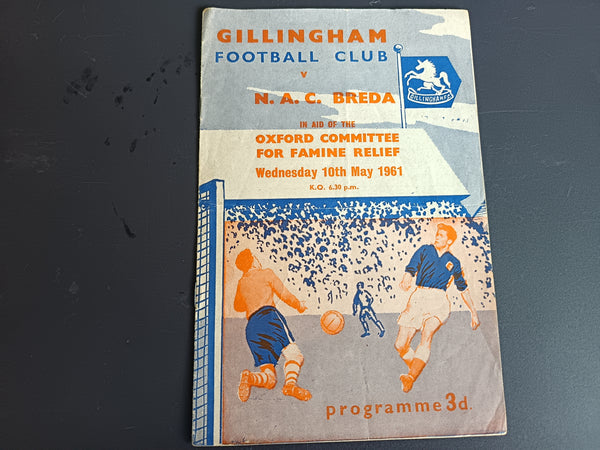 GILLINGHAM
FOOTBALL CLUB
v
N. A. C. BREDA
IN AID OF THE
OXFORD COMMITTEE
FOR FAMINE RELIEF
Wednesday 10th May 1961
K.O. 6.30 p.m.
GILLINGHAM F.C.
programme 3d.